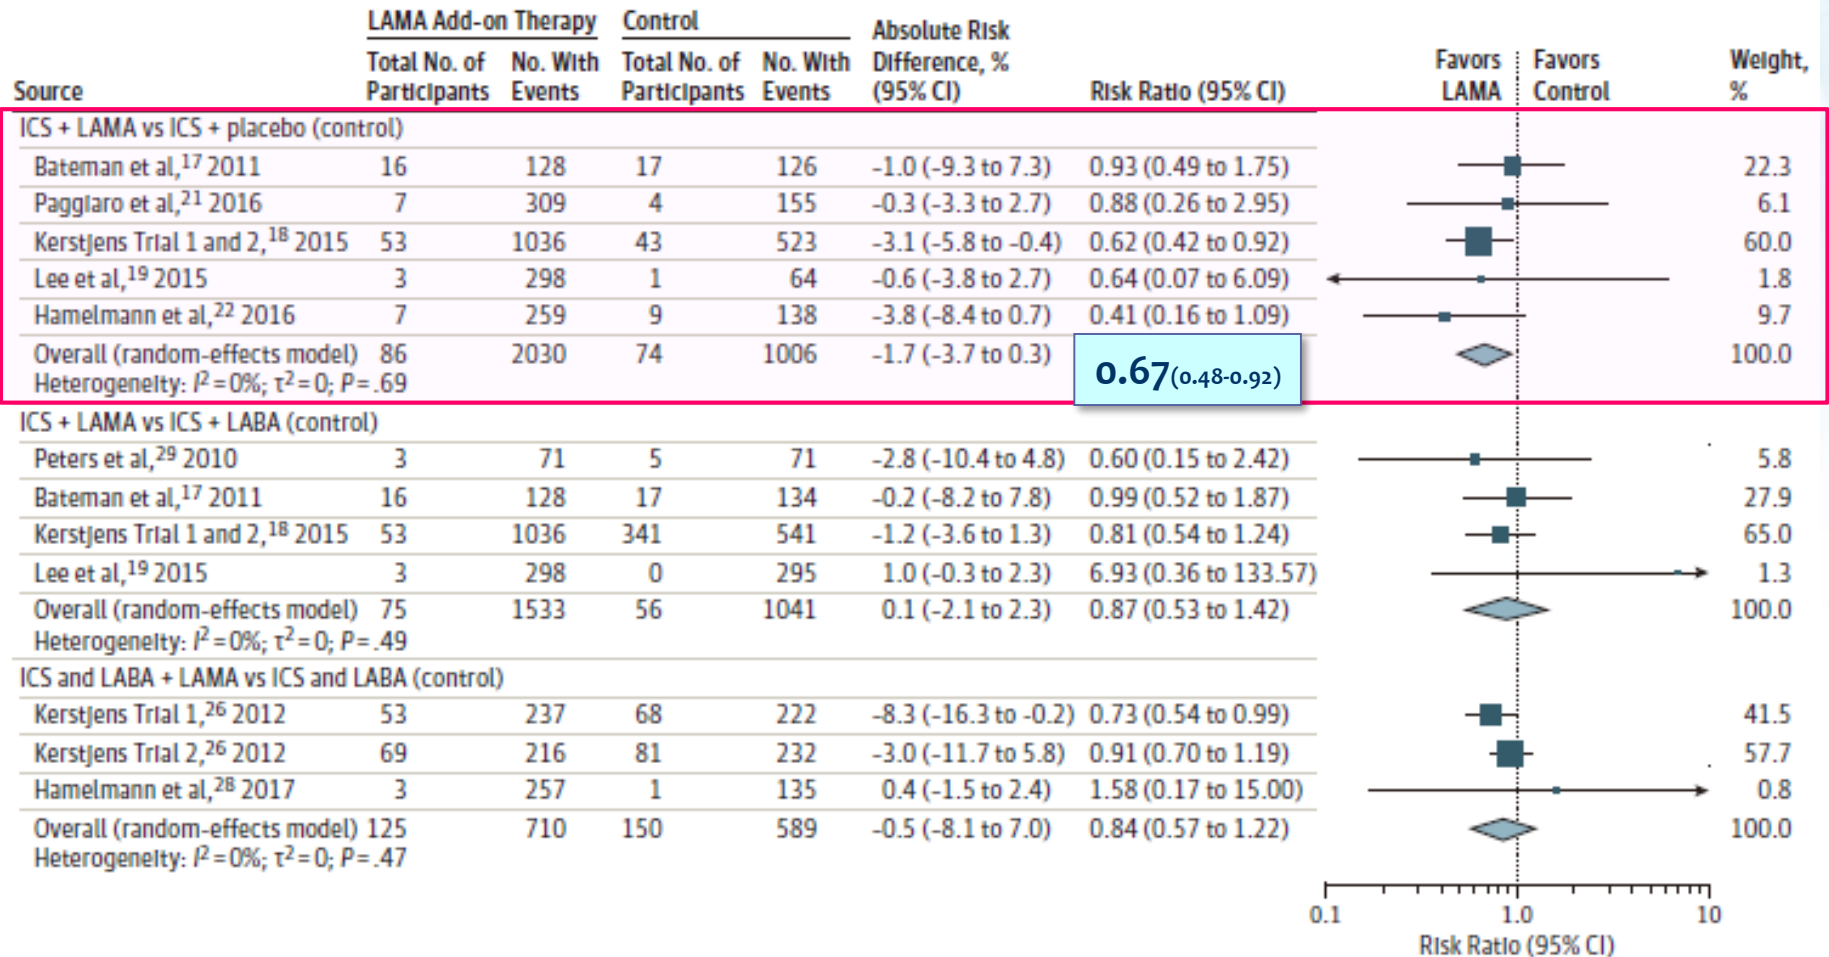 LAMA Add-on Therapy Control Absolute Risk
Total No. of No. With Total No. of No. With Difference, % Favors Favors Weight,
Source Participants Events Participants Events (95% CI) Risk Ratio (95% CI) LAMA Control %
ICS + LAMA vs ICS + placebo (control)
Bateman et al,17 2011 16 128 17 126 -1.0 (-9.3 to 7.3) 0.93 (0.49 to 1.75) 22.3
Paggiaro et al,21 2016 7 309 4 155 -0.3 (-3.3 to 2.7) 0.88 (0.26 to 2.95) 6.1
Kerstjens Trial 1 and 2,18 2015 53 1036 43 523 -3.1 (-5.8 to -0.4) 0.62 (0.42 to 0.92) 60.0
Lee et al,19 2015 3 298 1 64 -0.6 (-3.8 to 2.7) 0.64 (0.07 to 6.09) 1.8
Hamelmann et al,22 2016 7 259 9 138 -3.8 (-8.4 to 0.7) 0.41 (0.16 to 1.09) 9.7
Overall (random-effects model) 86 2030 74 1006 -1.7 (-3.7 to 0.3) 0.67(0.48-0.92) 100.0
Heterogeneity: I2=0%; τ2=0; P=.69
ICS + LAMA vs ICS + LABA (control)
Peters et al,29 2010 3 71 5 71 -2.8 (-10.4 to 4.8) 0.60 (0.15 to 2.42) 5.8
Bateman et al,17 2011 16 128 17 134 -0.2 (-8.2 to 7.8) 0.99 (0.52 to 1.87) 27.9
Kerstjens Trial 1 and 2,18 2015 53 1036 341 541 -1.2 (-3.6 to 1.3) 0.81 (0.54 to 1.24) 65.0
Lee et al,19 2015 3 298 0 295 1.0 (-0.3 to 2.3) 6.93 (0.36 to 133.57) 1.3
Overall (random-effects model) 75 1533 56 1041 0.1 (-2.1 to 2.3) 0.87 (0.53 to 1.42) 100.0
Heterogeneity: I2=0%; τ2=0; P=.49
ICS and LABA + LAMA vs ICS and LABA (control)
Kerstjens Trial 1,26 2012 53 237 68 222 -8.3 (-16.3 to -0.2) 0.73 (0.54 to 0.99) 41.5
Kerstjens Trial 2,26 2012 69 216 81 232 -3.0 (-11.7 to 5.8) 0.91 (0.70 to 1.19) 57.7
Hamelmann et al,28 2017 3 257 1 135 0.4 (-1.5 to 2.4) 1.58 (0.17 to 15.00) 0.8
Overall (random-effects model) 125 710 150 589 -0.5 (-8.1 to 7.0) 0.84 (0.57 to 1.22) 100.0
Heterogeneity: I2=0%; τ2=0; P=.47
0.1 1.0 10
Risk Ratio (95% CI)